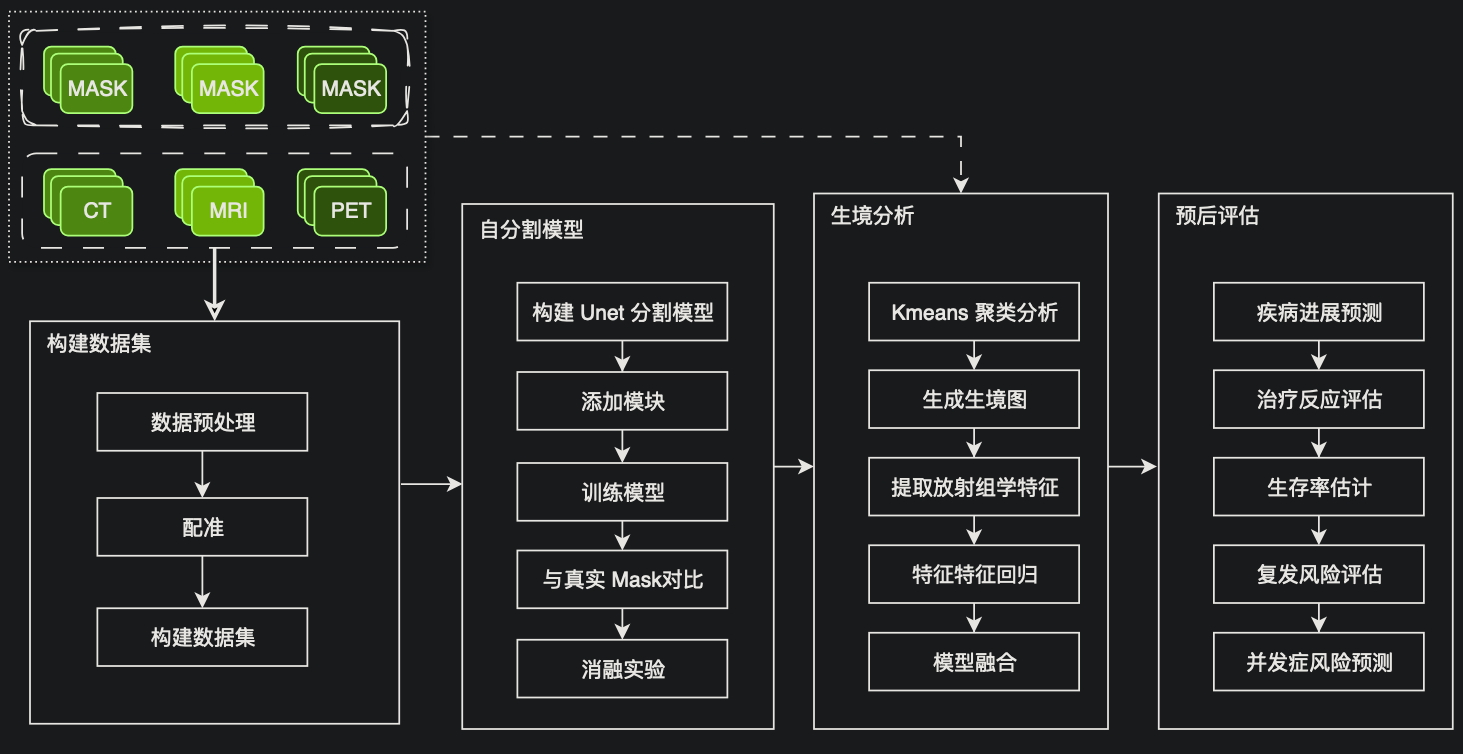 MASK
MASK
MASK
CT
MRI
PET
构建数据集
数据预处理
配准
构建数据集
自分割模型
构建 Unet 分割模型
添加模块
训练模型
与真实 Mask对比
消融实验
生境分析
Kmeans 聚类分析
生成生境图
提取放射组学特征
特征特征回归
模型融合
预后评估
疾病进展预测
治疗反应评估
生存率估计
复发风险评估
并发症风险预测